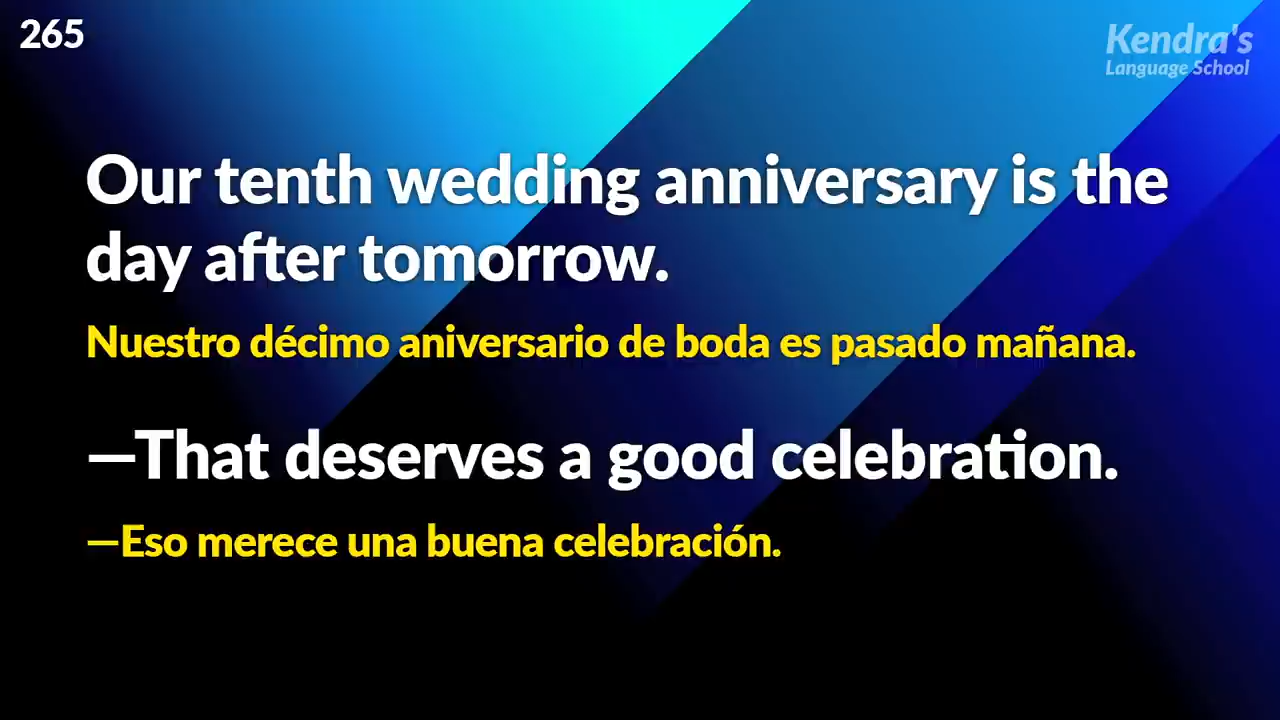 265
Kendra's
Language School
Our tenth wedding anniversary is the
day after tomorrow.
Nuestro décimo aniversario de boda es pasado mañana.
—That deserves a good celebration.
—Eso merece una buena celebración.